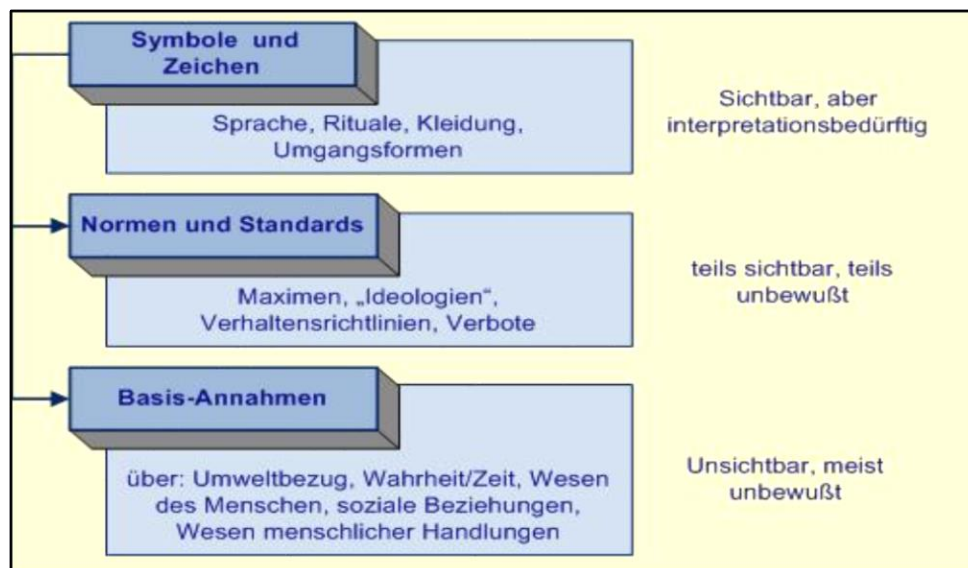 Symbole und
Zeichen
Sprache, Rituale, Kleidung,
Umgangsformen
Sichtbar, aber
interpretationsbedürftig
Normen und Standards
Maximen, „Ideologien“,
Verhaltensrichtlinien, Verbote
teils sichtbar, teils
unbewußt
Basis-Annahmen
über: Umweltbezug, Wahrheit/Zeit, Wesen
des Menschen, soziale Beziehungen,
Wesen menschlicher Handlungen
Unsichtbar, meist
unbewußt